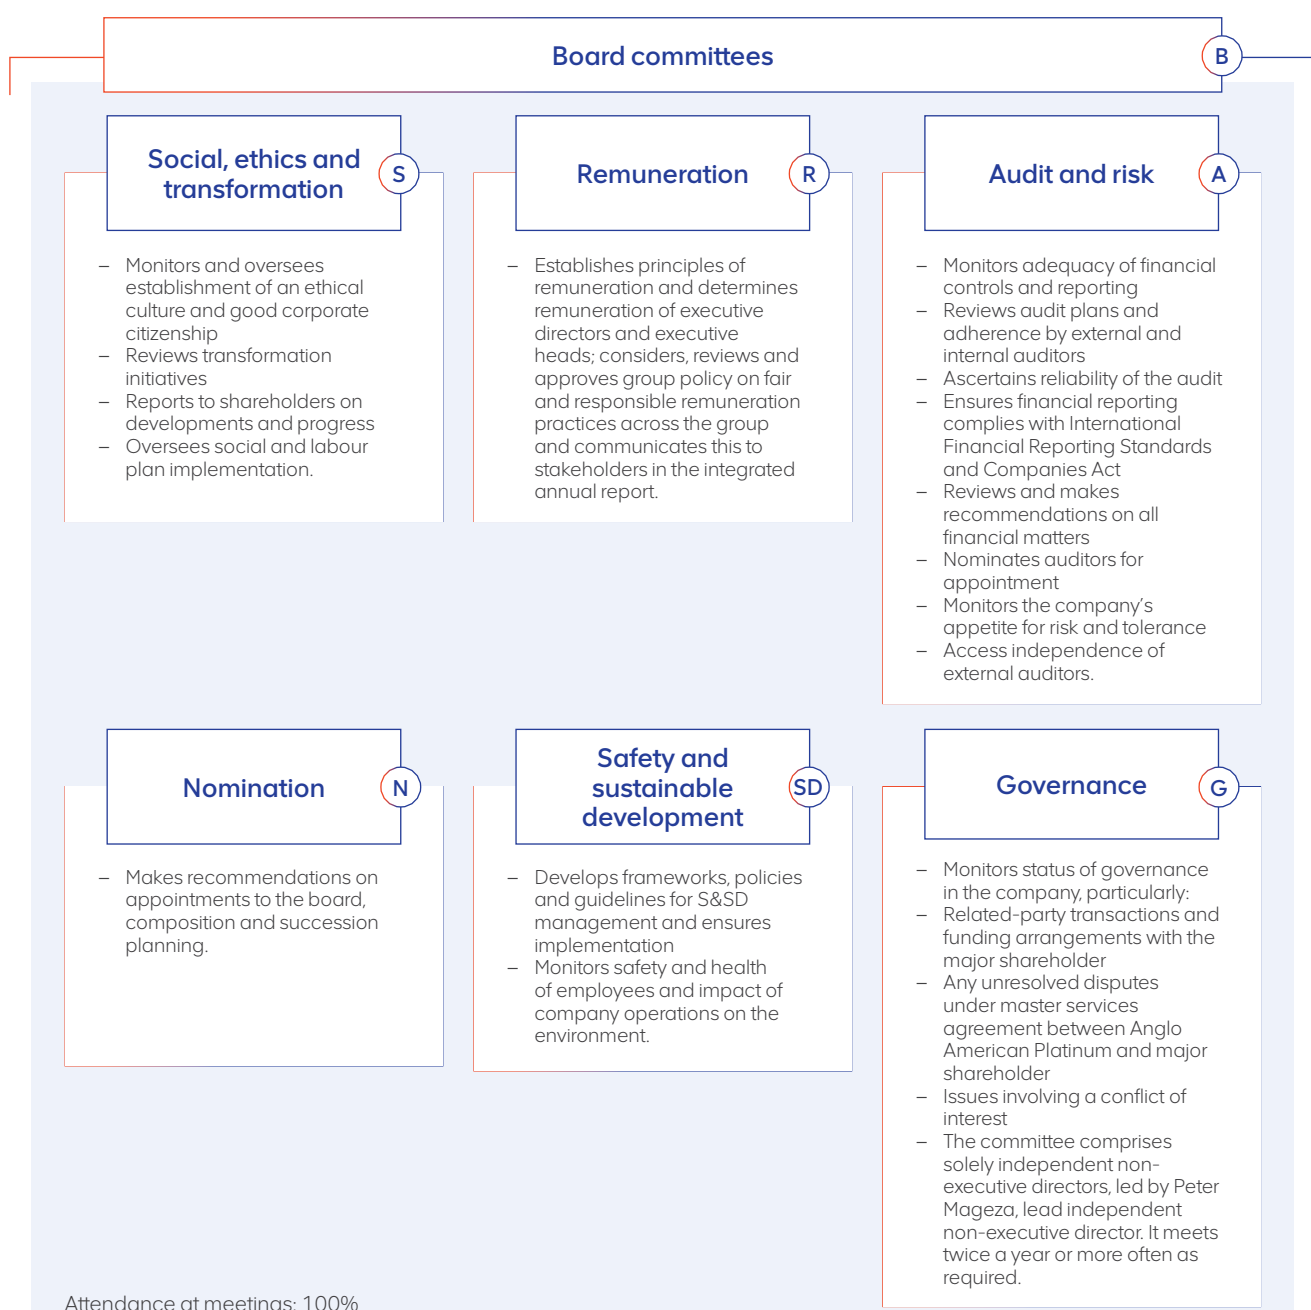 Board committees
B
Social, ethics and
transformation
S
– Monitors and oversees
establishment of an ethical
culture and good corporate
citizenship
– Reviews transformation
initiatives
– Reports to shareholders on
developments and progress
– Oversees social and labour
plan implementation.
Remuneration
R
– Establishes principles of
remuneration and determines
remuneration of executive
directors and executive
heads; considers, reviews and
approves group policy on fair
and responsible remuneration
practices across the group
and communicates this to
stakeholders in the integrated
annual report.
Audit and risk
A
– Monitors adequacy of financial
controls and reporting
– Reviews audit plans and
adherence by external and
internal auditors
– Ascertains reliability of the audit
– Ensures financial reporting
complies with International
Financial Reporting Standards
and Companies Act
– Reviews and makes
recommendations on all
financial matters
– Nominates auditors for
appointment
– Monitors the company's
appetite for risk and tolerance
– Access independence of
external auditors.
Nomination
N
– Makes recommendations on
appointments to the board,
composition and succession
planning.
Safety and
sustainable
development
SD
– Develops frameworks, policies
and guidelines for S&SD
management and ensures
implementation
– Monitors safety and health
of employees and impact of
company operations on the
environment.
Governance
G
– Monitors status of governance
in the company, particularly:
– Related-party transactions and
funding arrangements with the
major shareholder
– Any unresolved disputes
under master services
agreement between Anglo
American Platinum and major
shareholder
– Issues involving a conflict of
interest
– The committee comprises
solely independent non-
executive directors, led by Peter
Mageza, lead independent
non-executive director. It meets
twice a year or more often as
required.
Attendance at meetings: 100%